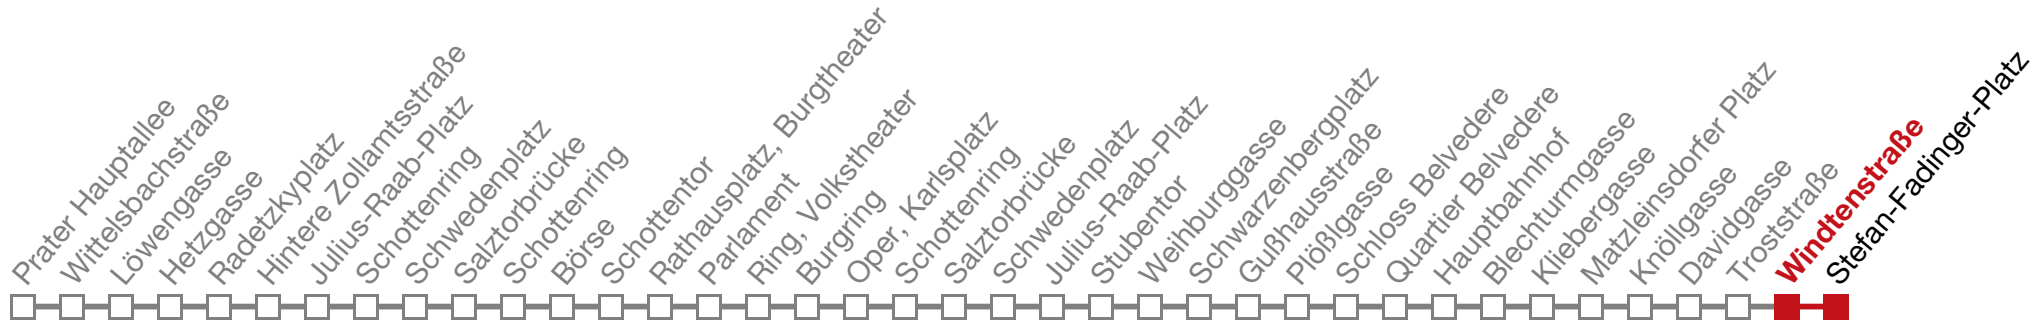 Prater Hauptallee
Wittelsbachstraße
Löwengasse
Hetzgasse
Radetzkyplatz
Hintere Zollamtsstraße
Julius-Raab-Platz
Schottenring
Schwedenplatz
Salztorbrücke
Schottenring
Börse
Schottentor
Rathausplatz, Burgtheater
Parlament
Ring, Volkstheater
Burgring
Oper, Karlsplatz
Schottenring
Salztorbrücke
Schwedenplatz
Julius-Raab-Platz
Stubentor
Weihburggasse
Schwarzenbergplatz
Gußhausstraße
Plößlgasse
Schloss Belvedere
Quartier Belvedere
Hauptbahnhof
Blechturmgasse
Kliebergasse
Matzleinsdorfer Platz
Knöllgasse
Davidgasse
Troststraße
Windtenstraße
Stefan-Fadinger-Platz